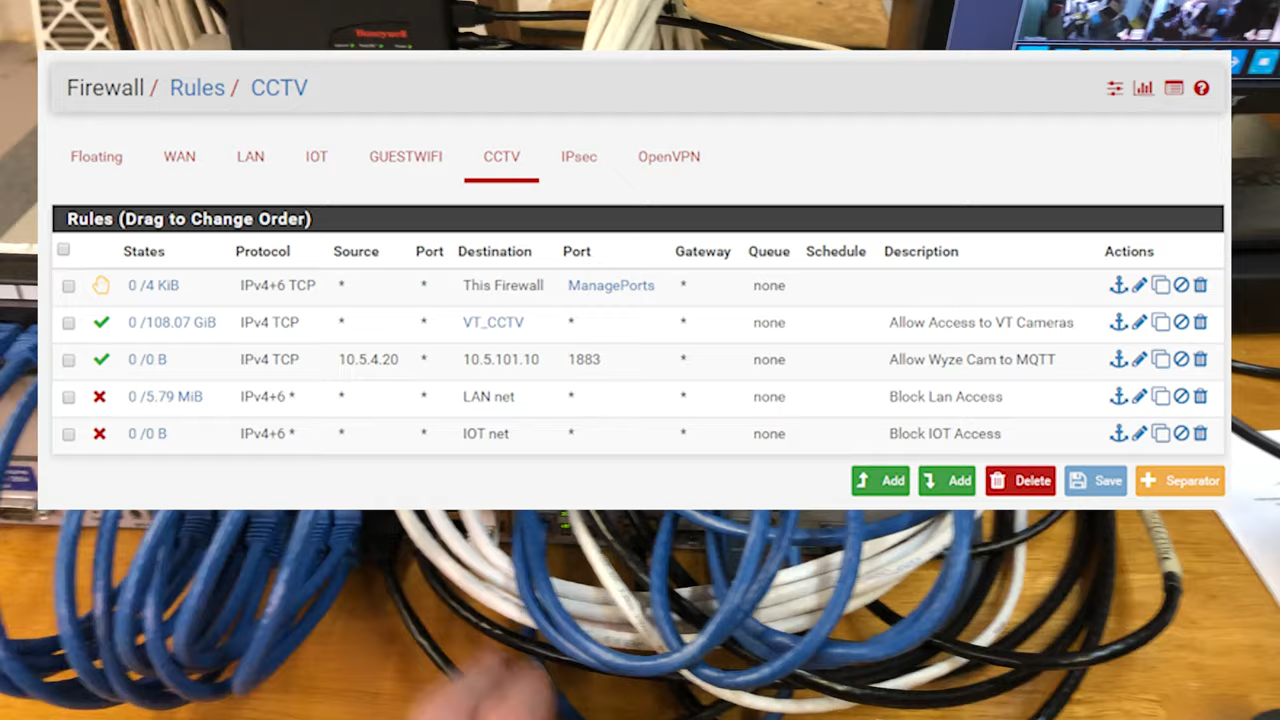 Honeywell
Firewall / Rules / CCTV
Floating WAN LAN IOT GUESTWIFI CCTV IPsec OpenVPN
Rules (Drag to Change Order)
States Protocol Source Port Destination Port Gateway Queue Schedule Description Actions
0 /4 KiB IPv4+6 TCP * * This Firewall ManagePorts * none
0 /108.07 GiB IPv4 TCP * * VT_CCTV * * none Allow Access to VT Cameras
0 /0 B IPv4 TCP 10.5.4.20 * 10.5.101.10 1883 * none Allow Wyze Cam to MQTT
0 /5.79 MiB IPv4+6 * * * LAN net * * none Block Lan Access
0 /0 B IPv4+6 * * * IOT net * * none Block IOT Access
Add Add Delete Save Separator